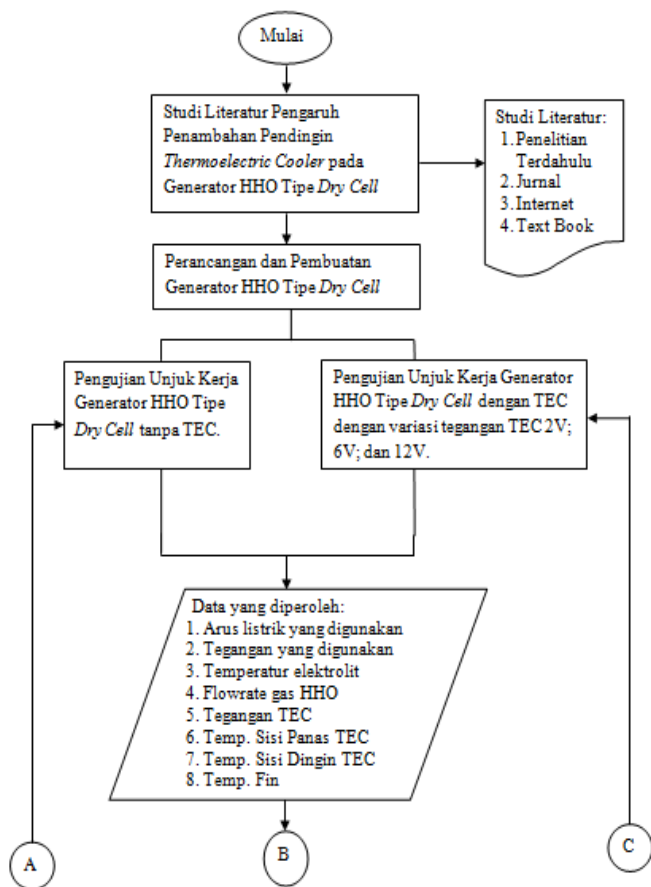 Mulai
Studi Literatur Pengaruh
Penambahan Pendingin
Thermoelectric Cooler pada
Generator HHO Tipe Dry Cell
Studi Literatur:
1. Penelitian
Terdahulu
2. Jurnal
3. Internet
4. Text Book
Perancangan dan Pembuatan
Generator HHO Tipe Dry Cell
Pengujian Unjuk Kerja
Generator HHO Tipe
Dry Cell tanpa TEC.
Pengujian Unjuk Kerja Generator
HHO Tipe Dry Cell dengan TEC
dengan variasi tegangan TEC 2V;
6V; dan 12V.
Data yang diperoleh:
1. Arus listrik yang digunakan
2. Tegangan yang digunakan
3. Temperatur elektrolit
4. Flowrate gas HHO
5. Tegangan TEC
6. Temp. Sisi Panas TEC
7. Temp. Sisi Dingin TEC
8. Temp. Fin
A
B
C